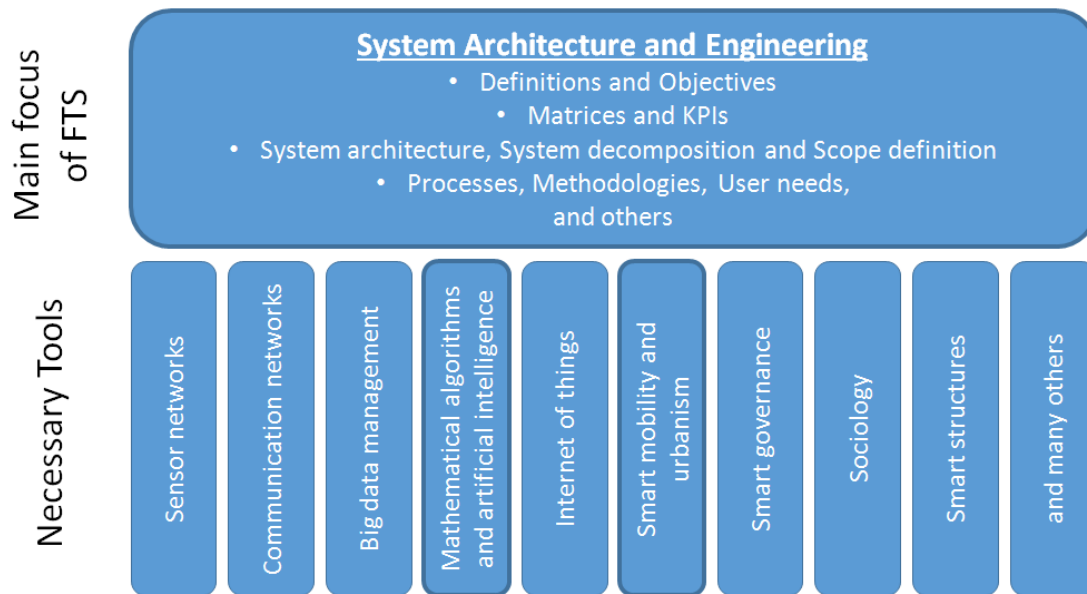 Main focus
of FTS
System Architecture and Engineering
• Definitions and Objectives
• Matrices and KPIs
• System architecture, System decomposition and Scope definition
• Processes, Methodologies, User needs,
and others
Necessary Tools
Sensor networks
Communication networks
Big data management
Mathematical algorithms
and artificial intelligence
Internet of things
Smart mobility and
urbanism
Smart governance
Sociology
Smart structures
and many others